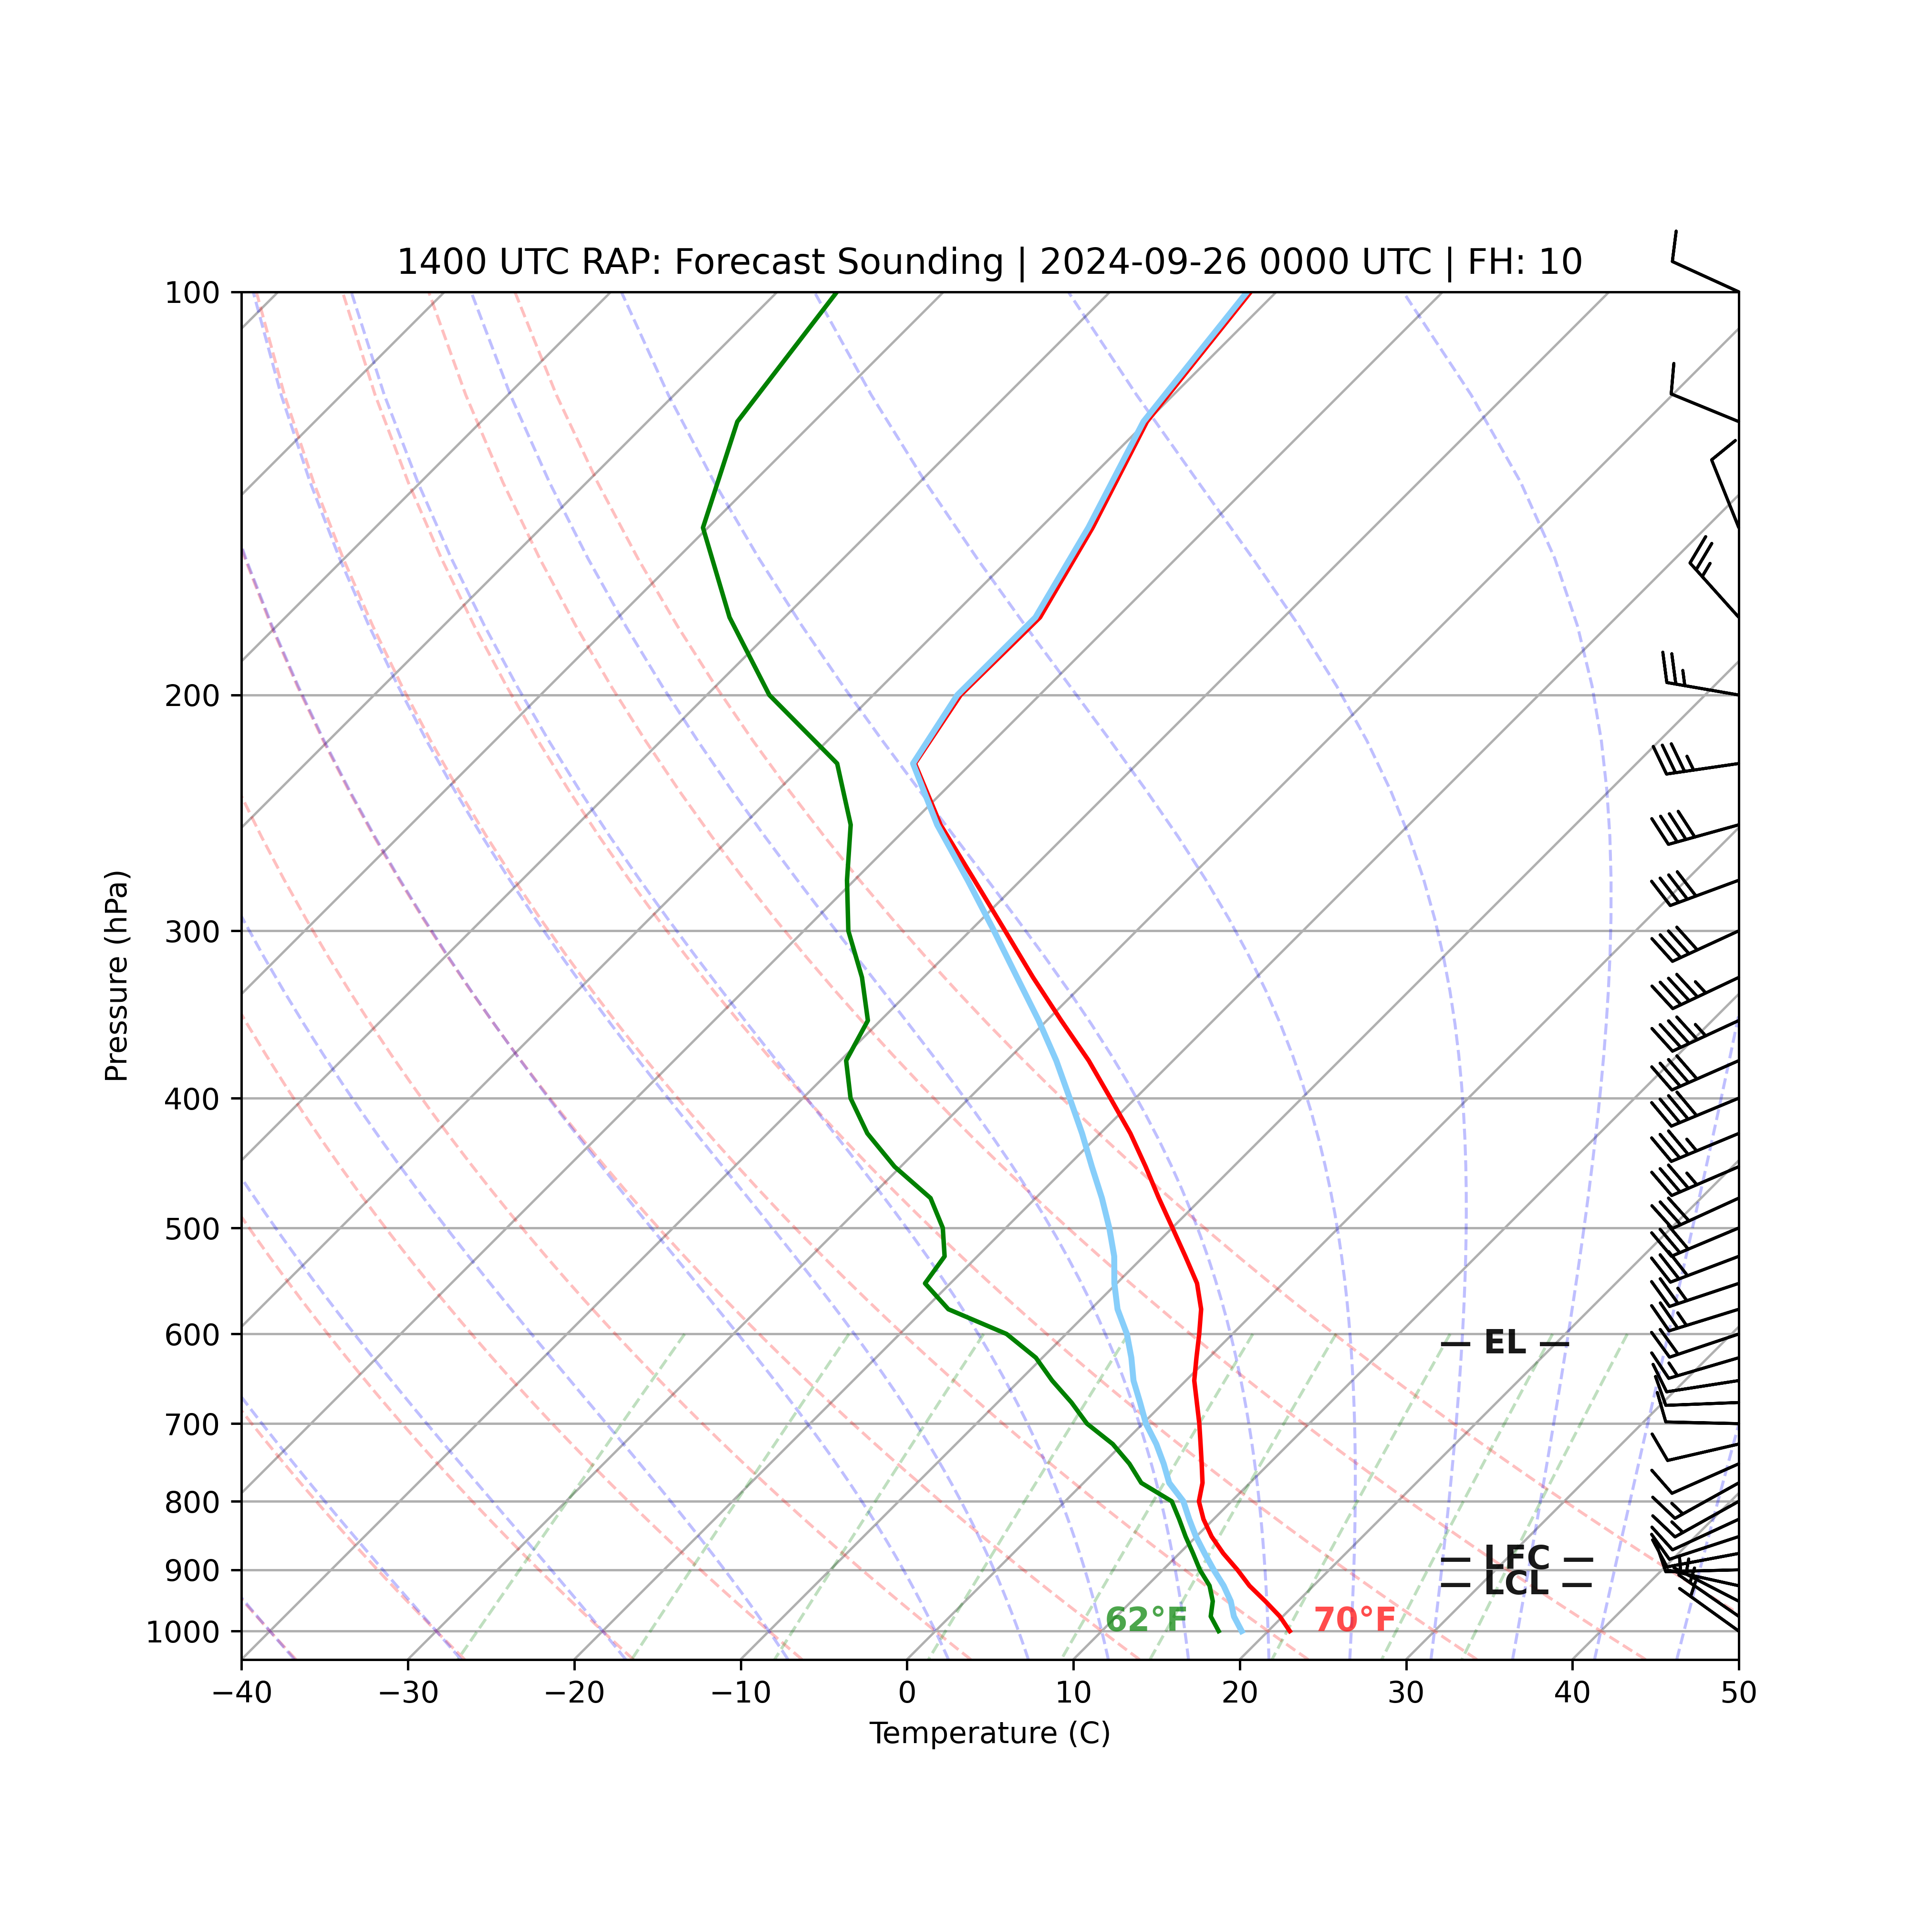 1400 UTC RAP: Forecast Sounding | 2024-09-26 0000 UTC | FH: 10
100
200
300
400
500
600
700
800
900
1000
Pressure (hPa)
— EL —
— LFC —
— LCL —
62°F 70°F
−40 −30 −20 −10 0 10 20 30 40 50
Temperature (C)